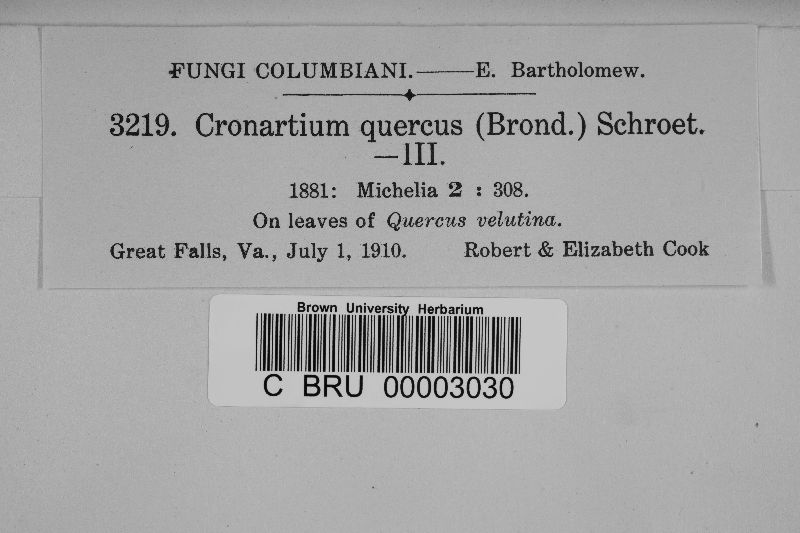 FUNGI COLUMBIANI.——E. Bartholomew.
3219. Cronartium quercus (Brond.) Schroet.
—III.
1881: Michelia 2 : 308.
On leaves of Quercus velutina.
Great Falls, Va., July 1, 1910. Robert & Elizabeth Cook
Brown University Herbarium
C BRU 00003030